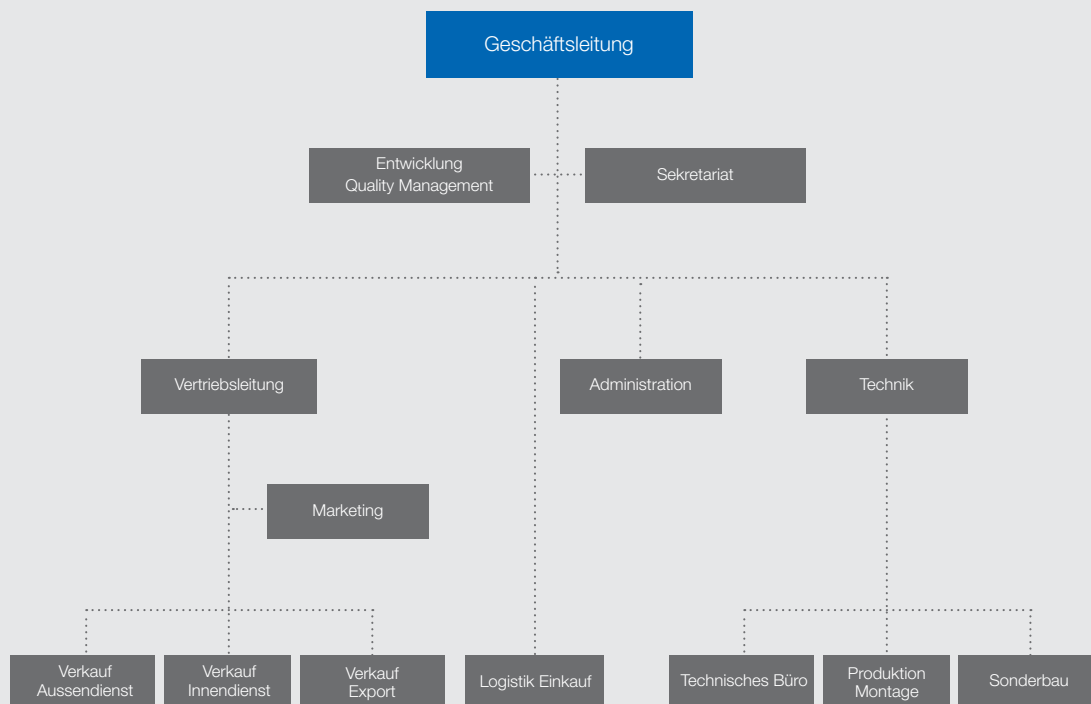 Geschäftsleitung
Entwicklung
Quality Management
Sekretariat
Vertriebsleitung
Administration
Technik
Marketing
Verkauf
Aussendienst
Verkauf
Innendienst
Verkauf
Export
Logistik Einkauf
Technisches Büro
Produktion
Montage
Sonderbau